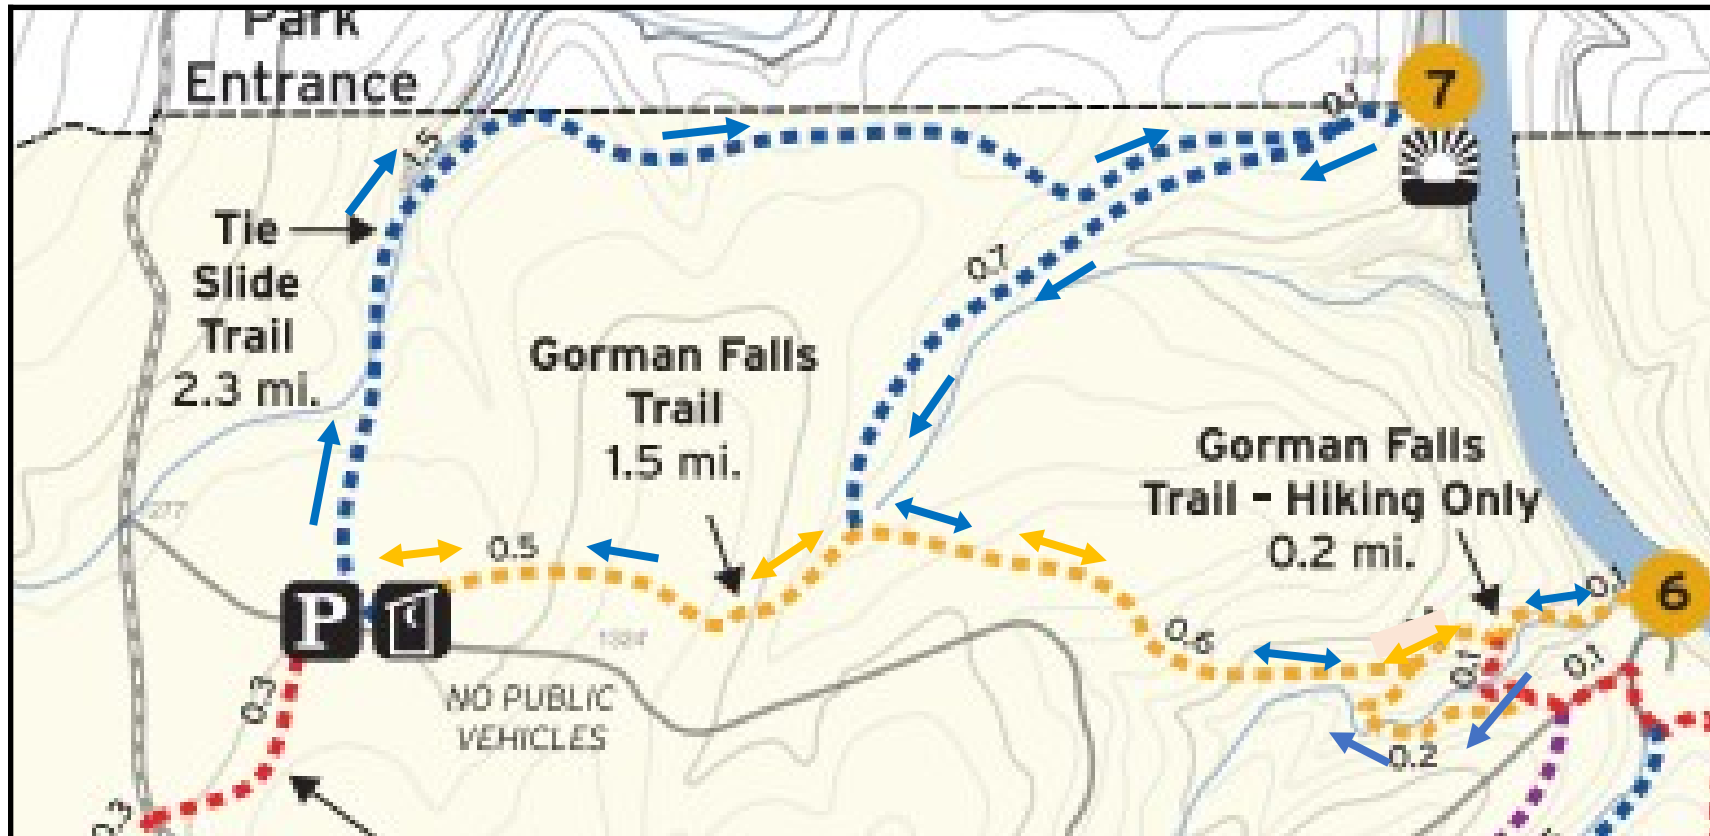 Park
Entrance
7
0.1
1.5
Tie
Slide
Trail
2.3 mi.
0.7
Gorman Falls
Trail
1.5 mi.
Gorman Falls
Trail - Hiking Only
0.2 mi.
277
0.5
0.1
6
P
1384
0.6
0.1
0.1
0.3
NO PUBLIC
VEHICLES
0.2
0.3